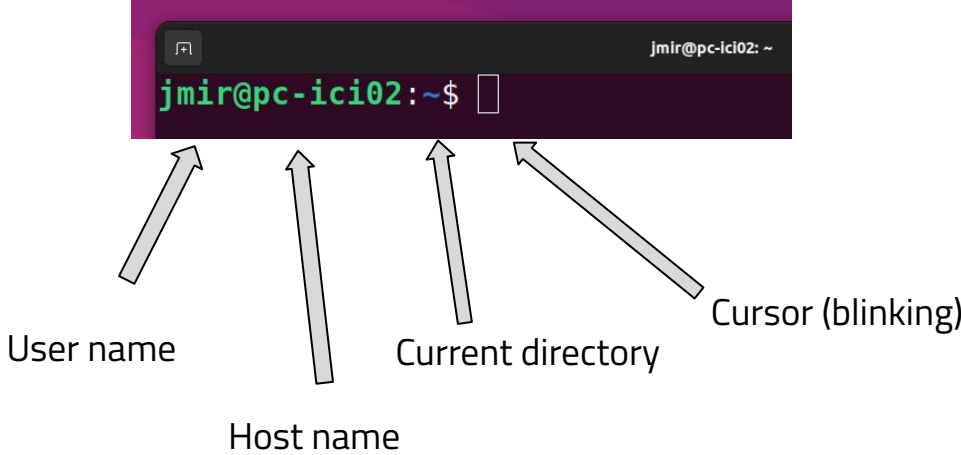 jmir@pc-ici02: ~
jmir@pc-ici02:~$
Cursor (blinking)
User name
Current directory
Host name